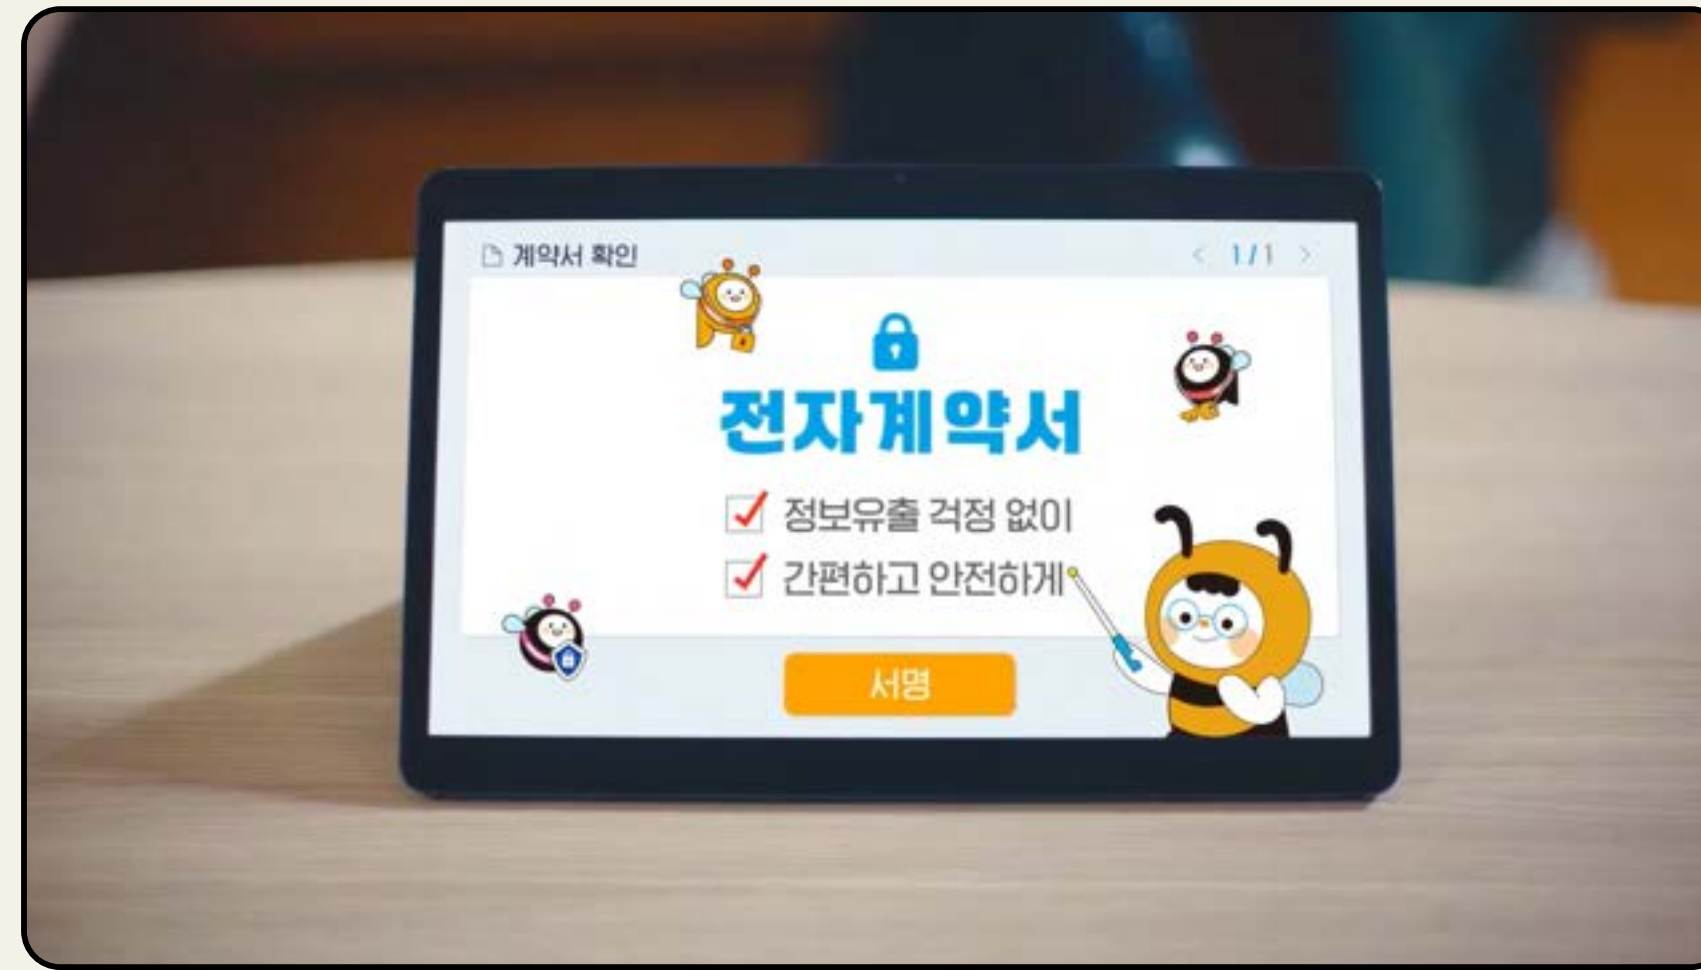 계약서 확인
< 1/1 >
전자계약서
정보유출 걱정 없이
간편하고 안전하게
서명